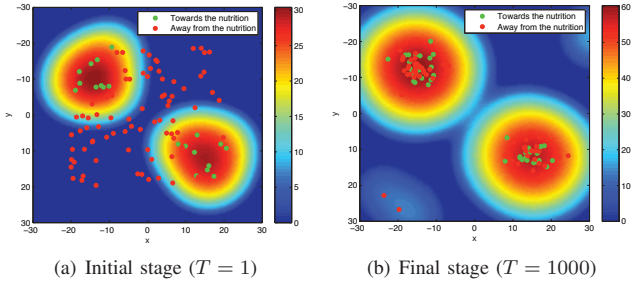 Towards the nutrition
Away from the nutrition
−30
−20
−10
0
10
20
30
y
−30 −20 −10 0 10 20 30
x
30
25
20
15
10
5
0
(a) Initial stage (T = 1)
Towards the nutrition
Away from the nutrition
−30
−20
−10
0
10
20
30
y
−30 −20 −10 0 10 20 30
x
60
50
40
30
20
10
0
(b) Final stage (T = 1000)